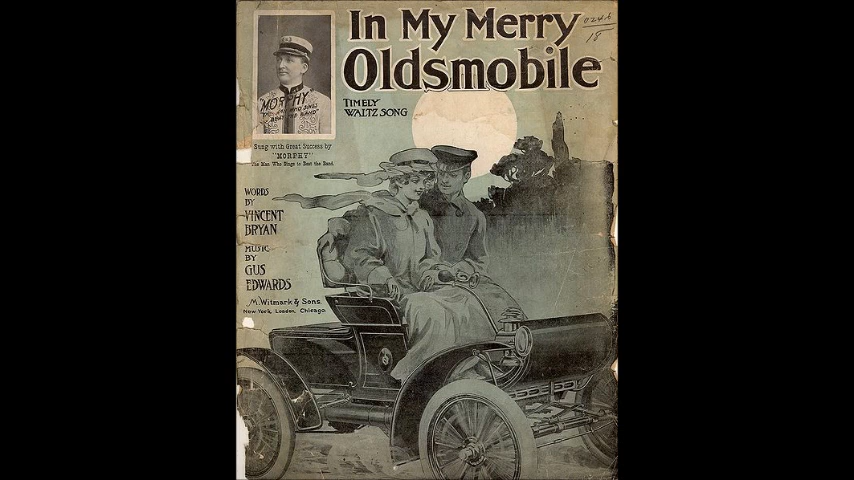 In My Merry
Oldsmobile
TIMELY
WALTZ SONG
"MORPHY"
Sung with Great Success by
"MORPHY"
The Man Who Sings to Beat the Band.
WORDS
BY
VINCENT
BRYAN
MUSIC
BY
GUS
EDWARDS
M. Witmark & Sons.
New York, London, Chicago.